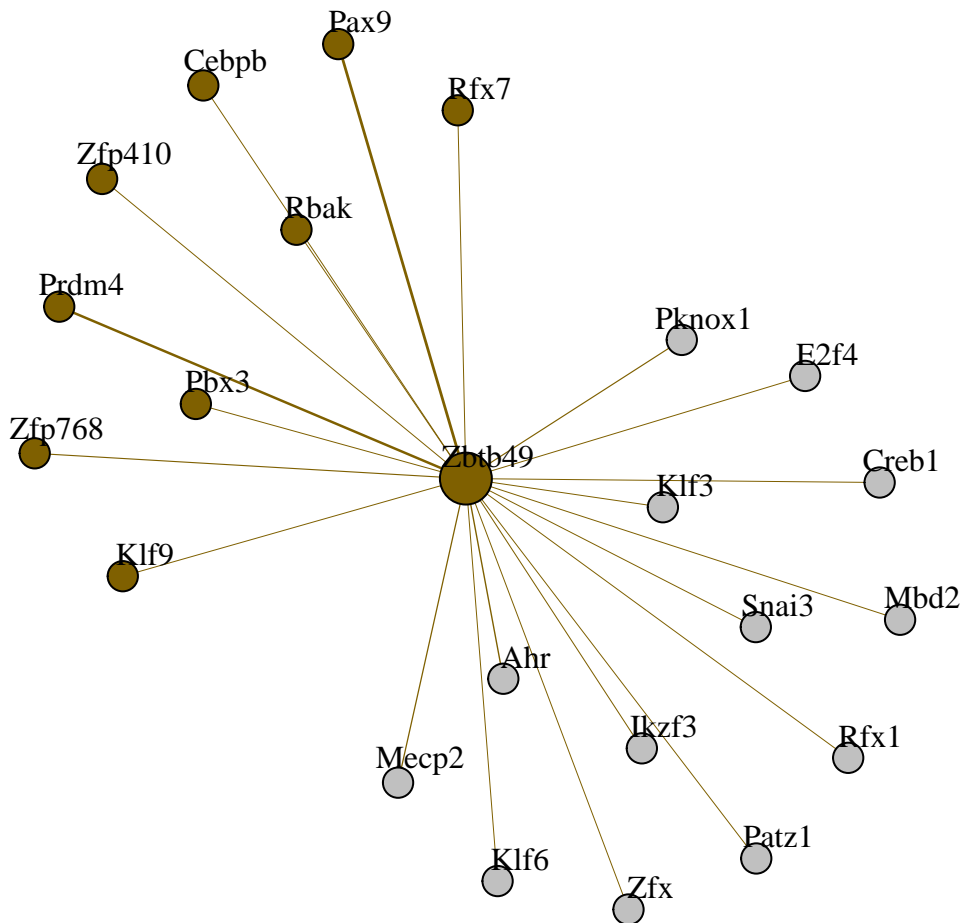 Pax9
Cebpb
Rfx7
Zfp410
Rbak
Prdm4
Pknox1
E2f4
Pbx3
Zfp768
Zbtb49
Creb1
Klf3
Klf9
Snai3
Mbd2
Ahr
Ikzf3
Rfx1
Mecp2
Patz1
Klf6
Zfx